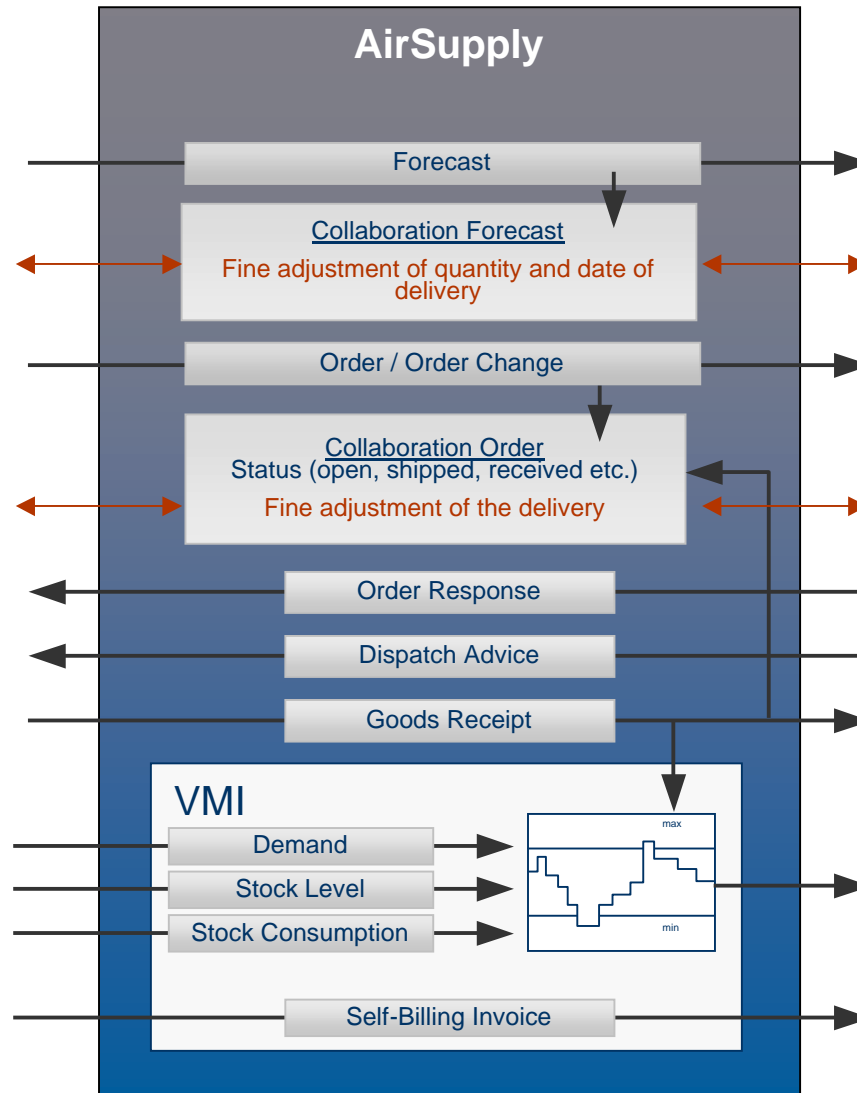 AirSupply
Forecast
Collaboration Forecast
Fine adjustment of quantity and date of
delivery
Order / Order Change
Collaboration Order
Status (open, shipped, received etc.)
Fine adjustment of the delivery
Order Response
Dispatch Advice
Goods Receipt
VMI
max
Demand
Stock Level
Stock Consumption
min
Self-Billing Invoice